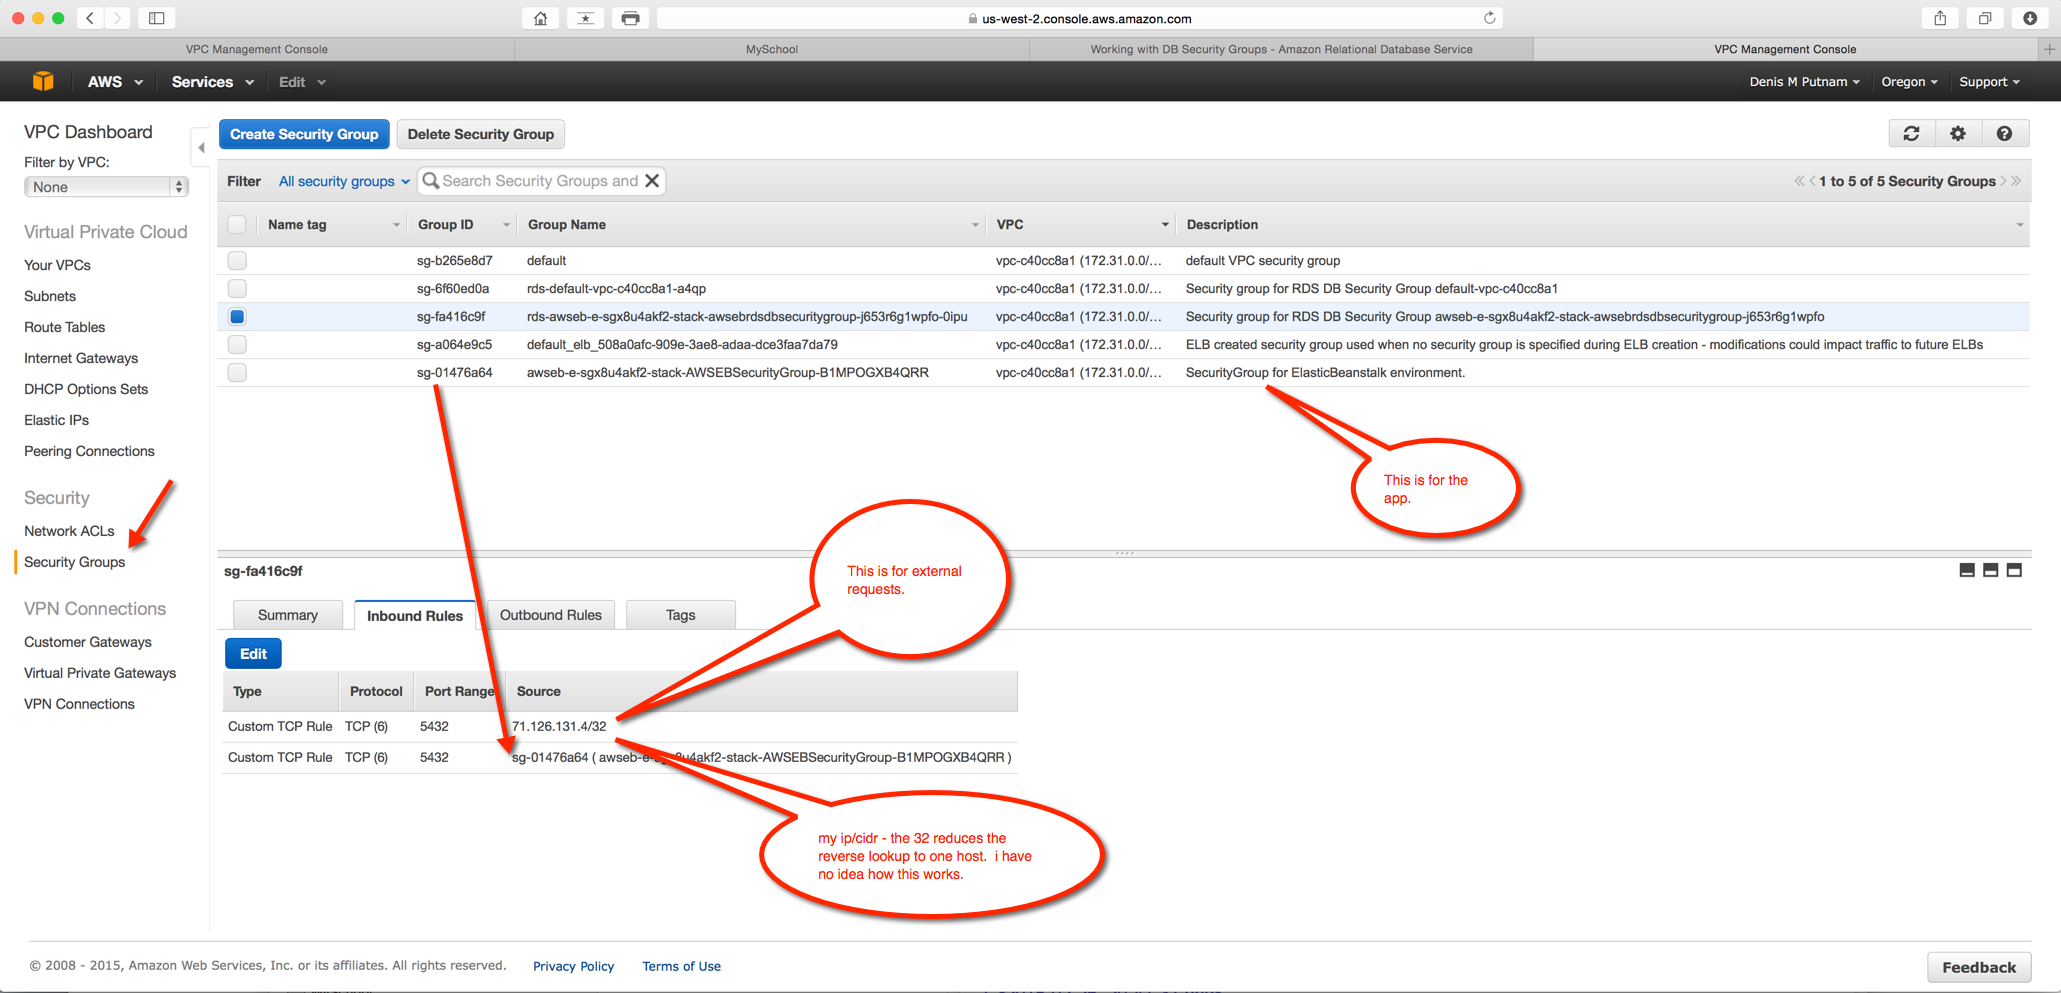 us-west-2.console.aws.amazon.com
VPC Management Console
MySchool
Working with DB Security Groups - Amazon Relational Database Service
VPC Management Console
AWS
Services
Edit
Denis M Putnam
Oregon
Support
VPC Dashboard
Filter by VPC:
None
Virtual Private Cloud
Your VPCs
Subnets
Route Tables
Internet Gateways
DHCP Options Sets
Elastic IPs
Peering Connections
Security
Network ACLs
Security Groups
VPN Connections
Customer Gateways
Virtual Private Gateways
VPN Connections
Create Security Group
Delete Security Group
Filter All security groups Search Security Groups and
1 to 5 of 5 Security Groups
Name tag Group ID Group Name VPC Description
sg-b265e8d7 default vpc-c40cc8a1 (172.31.0.0/... default VPC security group
sg-6f60ed0a rds-default-vpc-c40cc8a1-a4qp vpc-c40cc8a1 (172.31.0.0/... Security group for RDS DB Security Group default-vpc-c40cc8a1
sg-fa416c9f rds-awseb-e-sgx8u4akf2-stack-awsebrdsdbsecuritygroup-j653r6g1wpfo-0ipu vpc-c40cc8a1 (172.31.0.0/... Security group for RDS DB Security Group awseb-e-sgx8u4akf2-stack-awsebrdsdbsecuritygroup-j653r6g1wpfo
sg-a064e9c5 default_elb_508a0afc-909e-3ae8-adaa-dce3faa7da79 vpc-c40cc8a1 (172.31.0.0/... ELB created security group used when no security group is specified during ELB creation - modifications could impact traffic to future ELBs
sg-01476a64 awseb-e-sgx8u4akf2-stack-AWSEBSecurityGroup-B1MPOGXB4QRR vpc-c40cc8a1 (172.31.0.0/... SecurityGroup for ElasticBeanstalk environment.
This is for the
app.
This is for external
requests.
sg-fa416c9f
Summary
Inbound Rules
Outbound Rules
Tags
Edit
Type Protocol Port Range Source
Custom TCP Rule TCP (6) 5432 71.126.131.4/32
Custom TCP Rule TCP (6) 5432 sg-01476a64 ( awseb-e-sgx8u4akf2-stack-AWSEBSecurityGroup-B1MPOGXB4QRR )
my ip/cidr - the 32 reduces the
reverse lookup to one host. i have
no idea how this works.
© 2008 - 2015, Amazon Web Services, Inc. or its affiliates. All rights reserved.
Privacy Policy
Terms of Use
Feedback